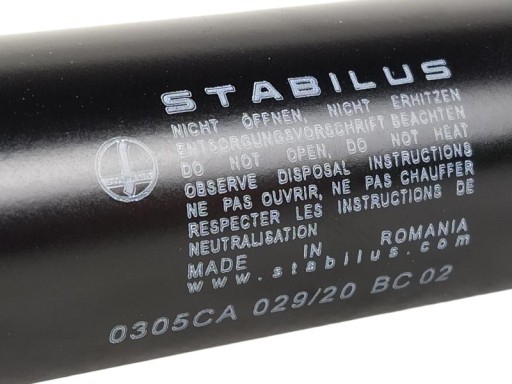 STABILUS
NICHT ÖFFNEN, NICHT ERHITZEN
ENTSORGUNGSVORSCHRIFT BEACHTEN
DO NOT OPEN, DO NOT HEAT
OBSERVE DISPOSAL INSTRUCTIONS
NE PAS OUVRIR, NE PAS CHAUFFER
RESPECTER LES INSTRUCTIONS DE
NEUTRALISATION
MADE IN ROMANIA
www.stabilus.com
0305CA 029/20 BC 02